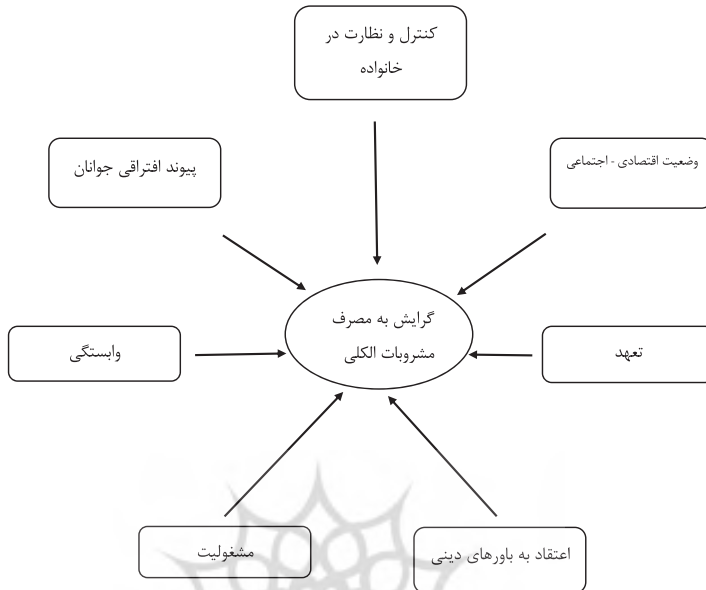 کنترل و نظارت در
خانواده
وضعیت اقتصادی - اجتماعی
پیوند افتراقی جوانان
گرایش به مصرف
مشروبات الکلی
تعهد
وابستگی
اعتقاد به باورهای دینی
مشغولیت